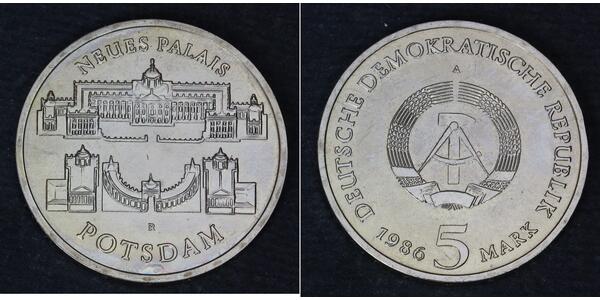 NEUES PALAIS
R
POTSDAM
DEUTSCHE DEMOKRATISCHE REPUBLIK
A
1986 5 MARK